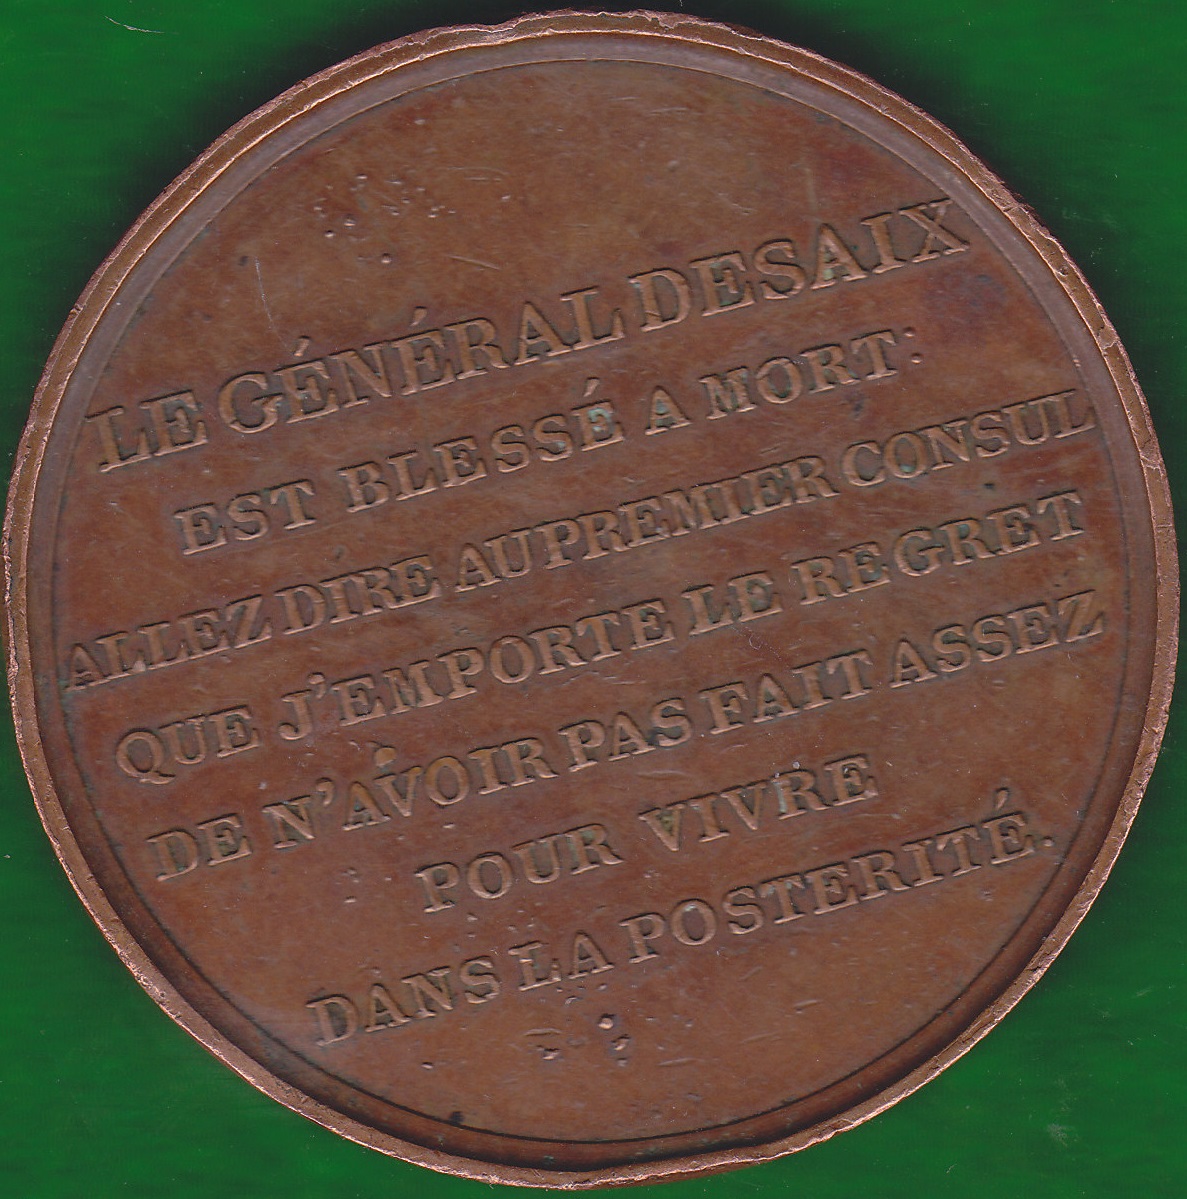 LE GÉNÉRAL DESAIX
EST BLESSÉ A MORT:
ALLEZ DIRE AU PREMIER CONSUL
QUE J'EMPORTE LE REGRET
DE N'AVOIR PAS FAIT ASSEZ
POUR VIVRE
DANS LA POSTERITÉ.